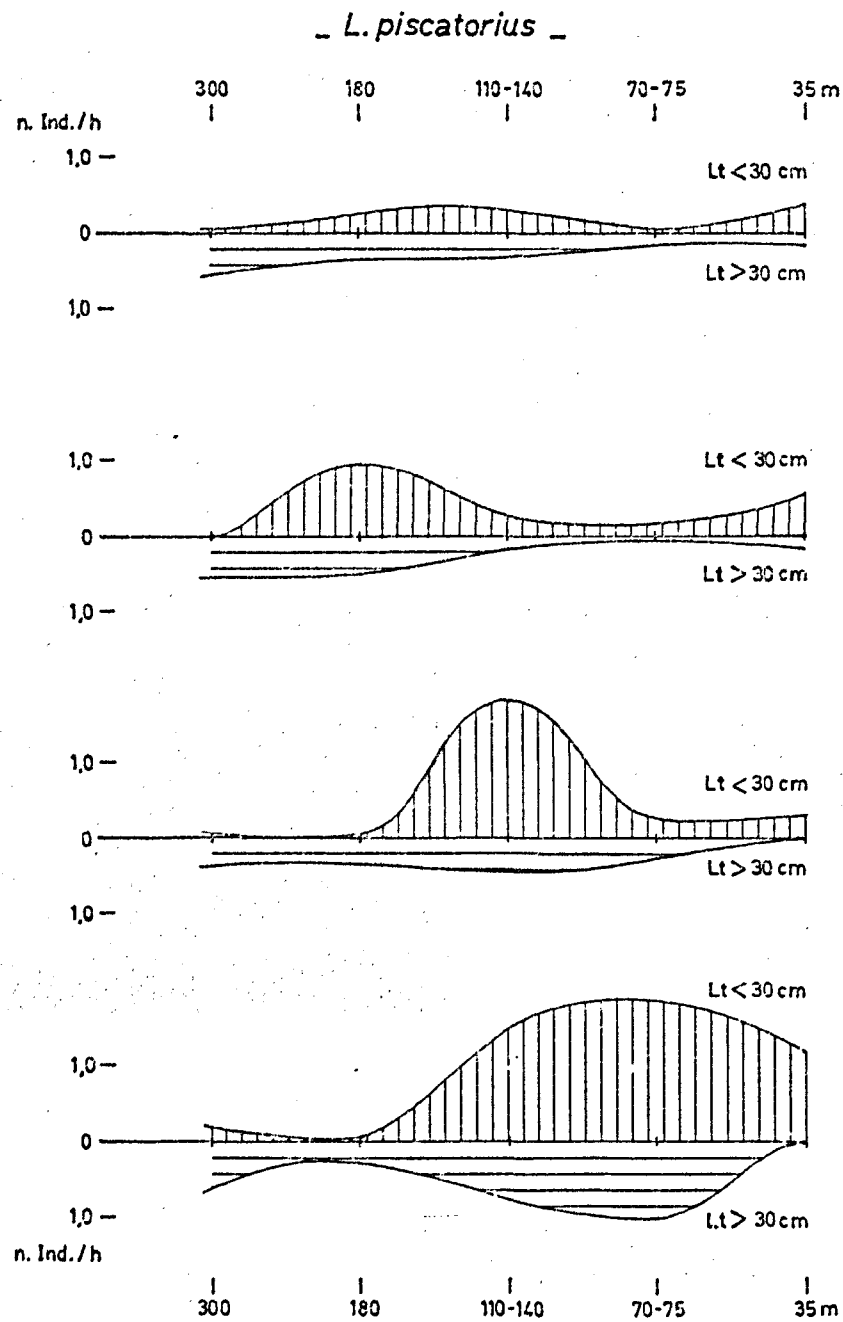 _ L. piscatorius _
300 180 110-140 70-75 35 m
n. Ind./h
1,0
Lt < 30 cm
0
Lt > 30 cm
1,0
1,0
Lt < 30 cm
0
Lt > 30 cm
1,0
1,0
Lt < 30 cm
0
Lt > 30 cm
1,0
Lt < 30 cm
1,0
0
1,0
Lt > 30 cm
n. Ind./h
300 180 110-140 70-75 35 m